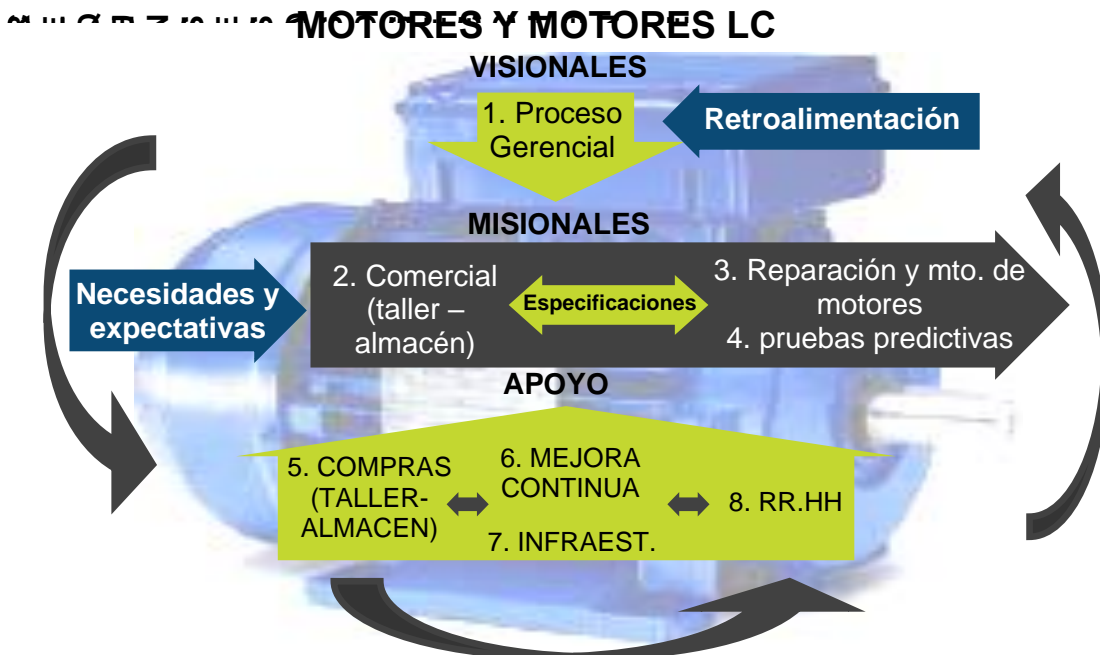 MOTORES Y MOTORES LC
VISIONALES
1. Proceso
Gerencial
Retroalimentación
MISIONALES
Necesidades y
expectativas
2. Comercial
(taller –
almacén)
Especificaciones
3. Reparación y mto. de
motores
4. pruebas predictivas
APOYO
5. COMPRAS
(TALLER-
ALMACEN)
6. MEJORA
CONTINUA
7. INFRAEST.
8. RR.HH